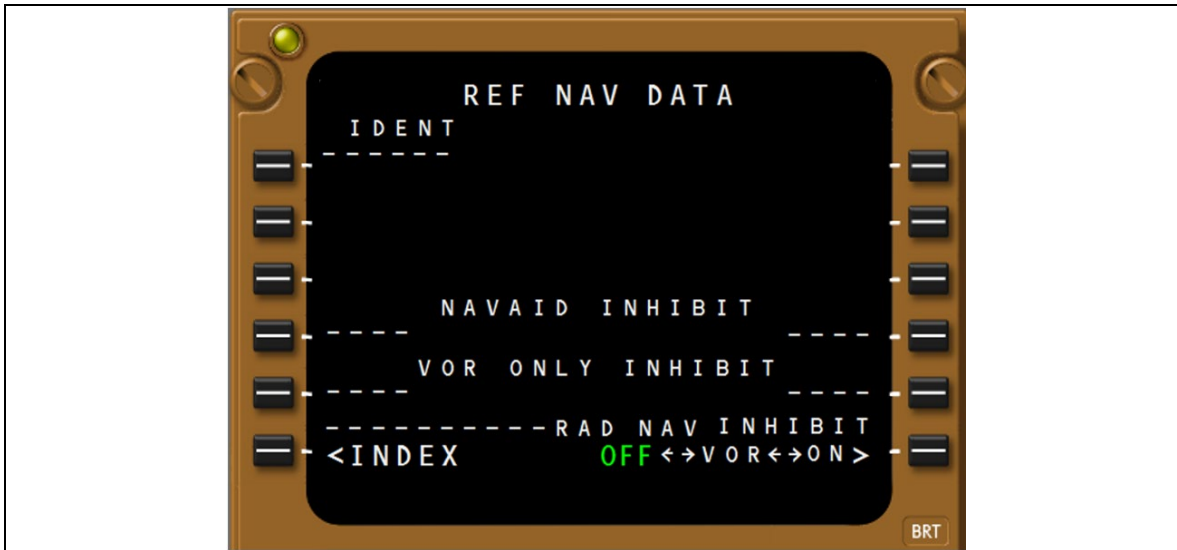 REF NAV DATA
IDENT
------
NAVAID INHIBIT
---- ----
VOR ONLY INHIBIT
---- ----
----------RAD NAV INHIBIT
<INDEX OFF←→VOR←→ON>
BRT